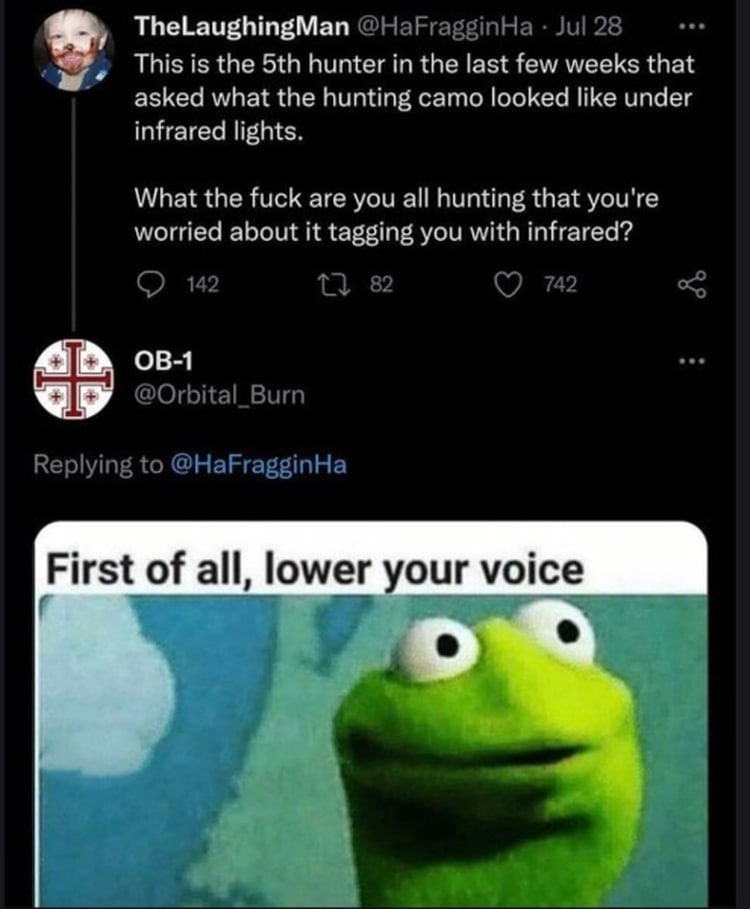 TheLaughingMan @HaFragginHa · Jul 28
This is the 5th hunter in the last few weeks that
asked what the hunting camo looked like under
infrared lights.
What the fuck are you all hunting that you're
worried about it tagging you with infrared?
142 82 742
OB-1
@Orbital_Burn
Replying to @HaFragginHa
First of all, lower your voice